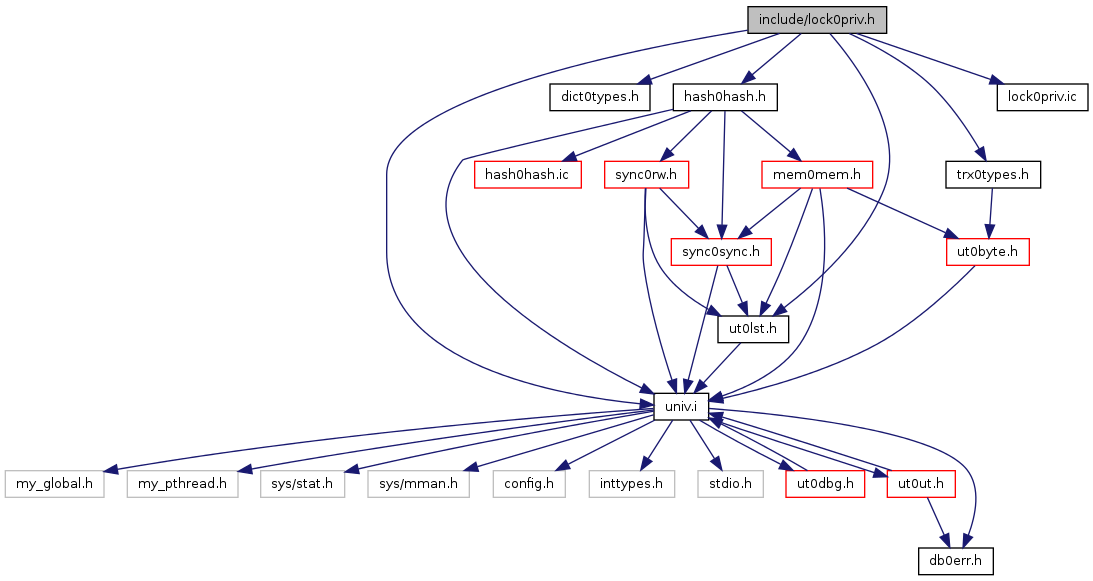 include/lock0priv.h
dict0types.h
hash0hash.h
lock0priv.ic
hash0hash.ic
sync0rw.h
mem0mem.h
trx0types.h
sync0sync.h
ut0byte.h
ut0lst.h
univ.i
my_global.h
my_pthread.h
sys/stat.h
sys/mman.h
config.h
inttypes.h
stdio.h
ut0dbg.h
ut0ut.h
db0err.h